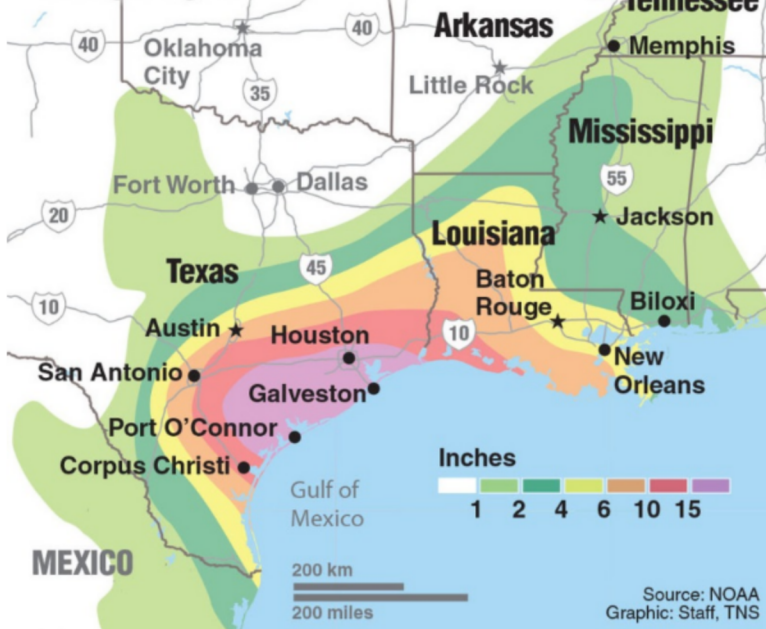 Tennessee
Arkansas
40
40
Oklahoma
City
Memphis
Little Rock
35
Mississippi
Fort Worth
Dallas
55
20
Jackson
Louisiana
Texas
45
Baton
Rouge
10
Biloxi
Austin
Houston
10
San Antonio
New
Orleans
Galveston
Port O'Connor
Corpus Christi
Inches
1 2 4 6 10 15
Gulf of
Mexico
MEXICO
200 km
200 miles
Source: NOAA
Graphic: Staff, TNS